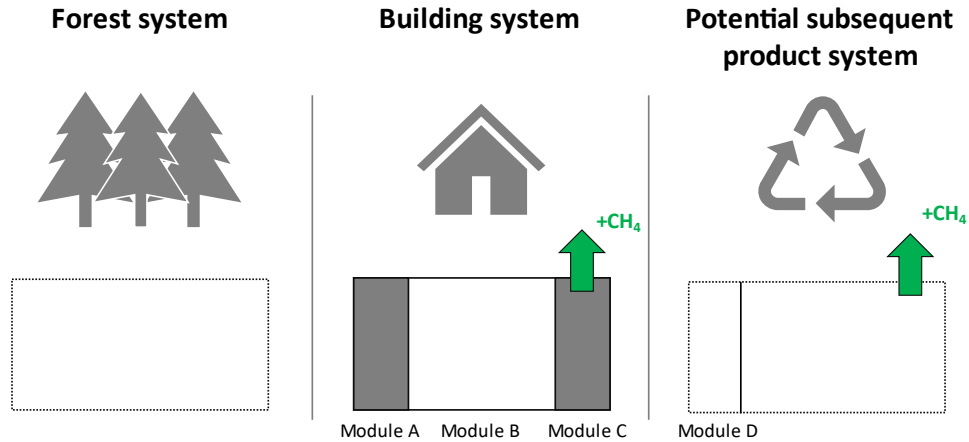 Forest system
Building system
Potential subsequent
product system
+CH₄
+CH₄
Module A
Module B
Module C
Module D